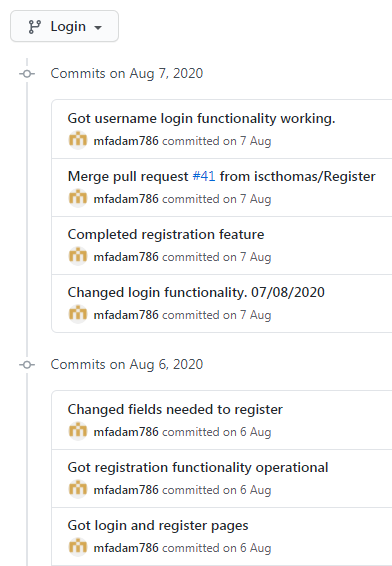 Login
Commits on Aug 7, 2020
Got username login functionality working.
mfadam786 committed on 7 Aug
Merge pull request #41 from iscthomas/Register
mfadam786 committed on 7 Aug
Completed registration feature
mfadam786 committed on 7 Aug
Changed login functionality. 07/08/2020
mfadam786 committed on 7 Aug
Commits on Aug 6, 2020
Changed fields needed to register
mfadam786 committed on 6 Aug
Got registration functionality operational
mfadam786 committed on 6 Aug
Got login and register pages
mfadam786 committed on 6 Aug